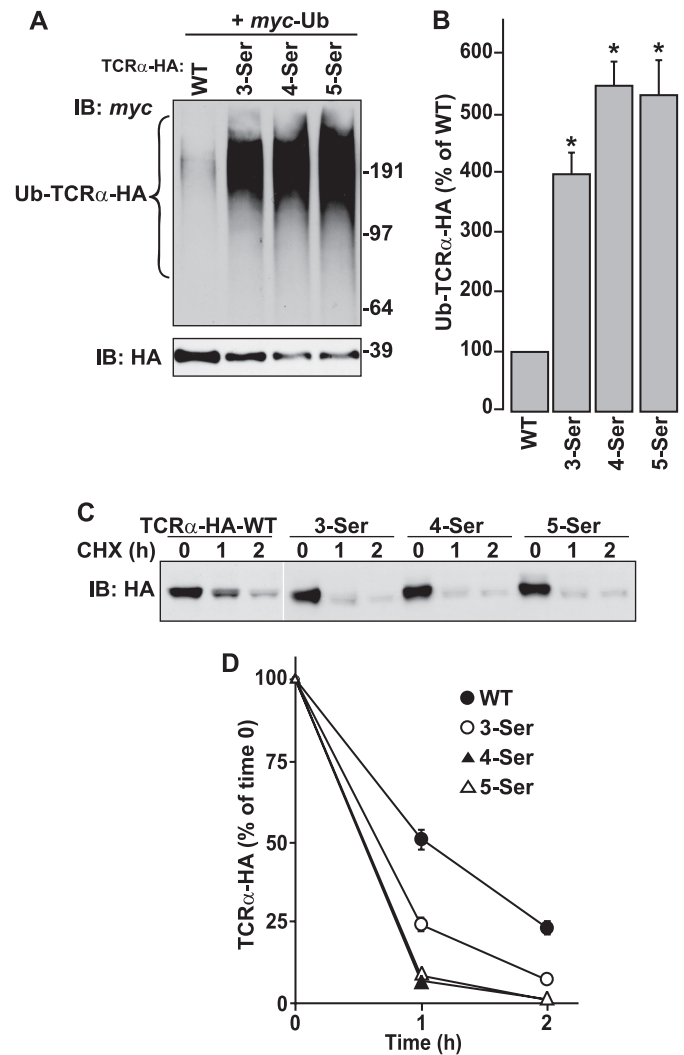 A
+ myc-Ub
TCRα-HA:
WT
3-Ser
4-Ser
5-Ser
IB: myc
Ub-TCRα-HA
-191
-97
-64
-39
IB: HA
B
Ub-TCRα-HA (% of WT)
600
500
400
300
200
100
0
*
*
*
WT
3-Ser
4-Ser
5-Ser
C
TCRα-HA-WT 3-Ser 4-Ser 5-Ser
CHX (h) 0 1 2 0 1 2 0 1 2 0 1 2
IB: HA
D
TCRα-HA (% of time 0)
100
75
50
25
0
WT
3-Ser
4-Ser
5-Ser
0 1 2
Time (h)